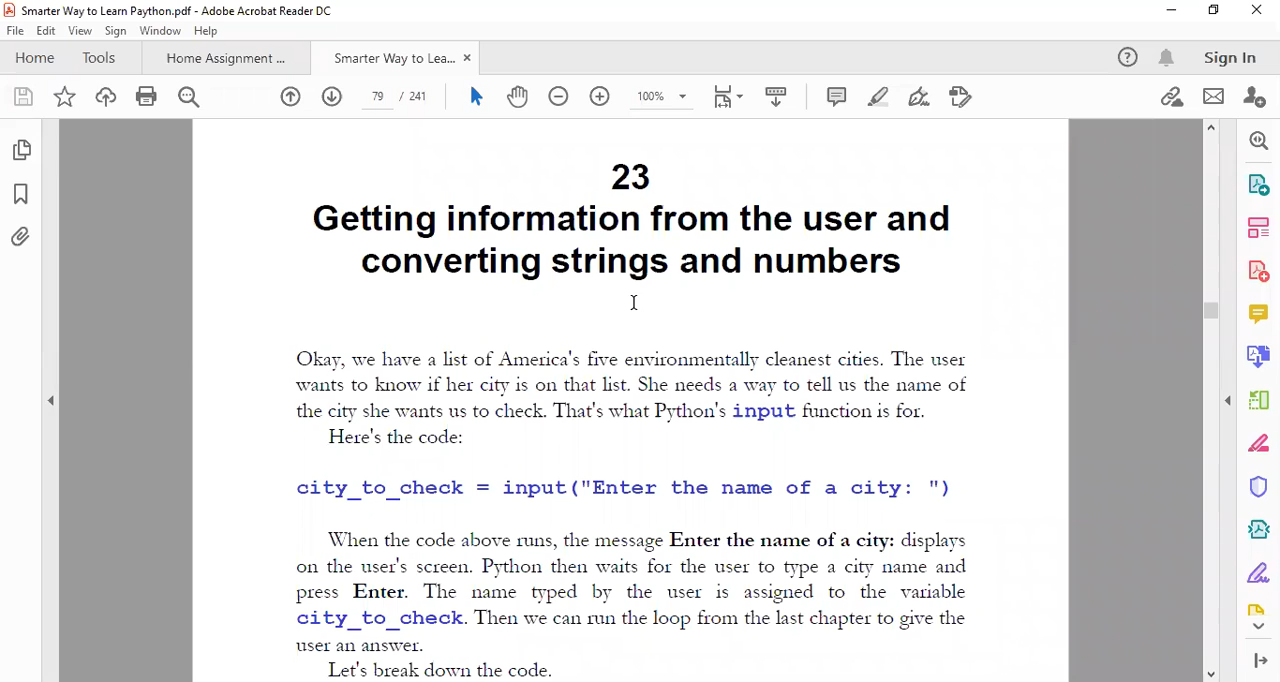 Smarter Way to Learn Paython.pdf - Adobe Acrobat Reader DC
File Edit View Sign Window Help
Home Tools Home Assignment ... Smarter Way to Lea... × Sign In
79 / 241 100%
23
Getting information from the user and
converting strings and numbers
Okay, we have a list of America's five environmentally cleanest cities. The user
wants to know if her city is on that list. She needs a way to tell us the name of
the city she wants us to check. That's what Python's input function is for.
Here's the code:
city_to_check = input("Enter the name of a city: ")
When the code above runs, the message Enter the name of a city: displays
on the user's screen. Python then waits for the user to type a city name and
press Enter. The name typed by the user is assigned to the variable
city_to_check. Then we can run the loop from the last chapter to give the
user an answer.
Let's break down the code.